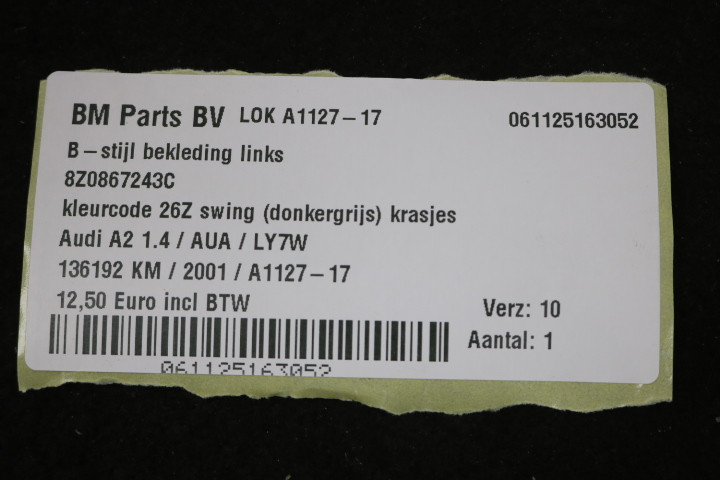 BM Parts BV LOK A1127-17 061125163052
B-stijl bekleding links
8Z0867243C
kleurcode 26Z swing (donkergrijs) krasjes
Audi A2 1.4 / AUA / LY7W
136192 KM / 2001 / A1127-17
12,50 Euro incl BTW Verz: 10
Aantal: 1
061125163052